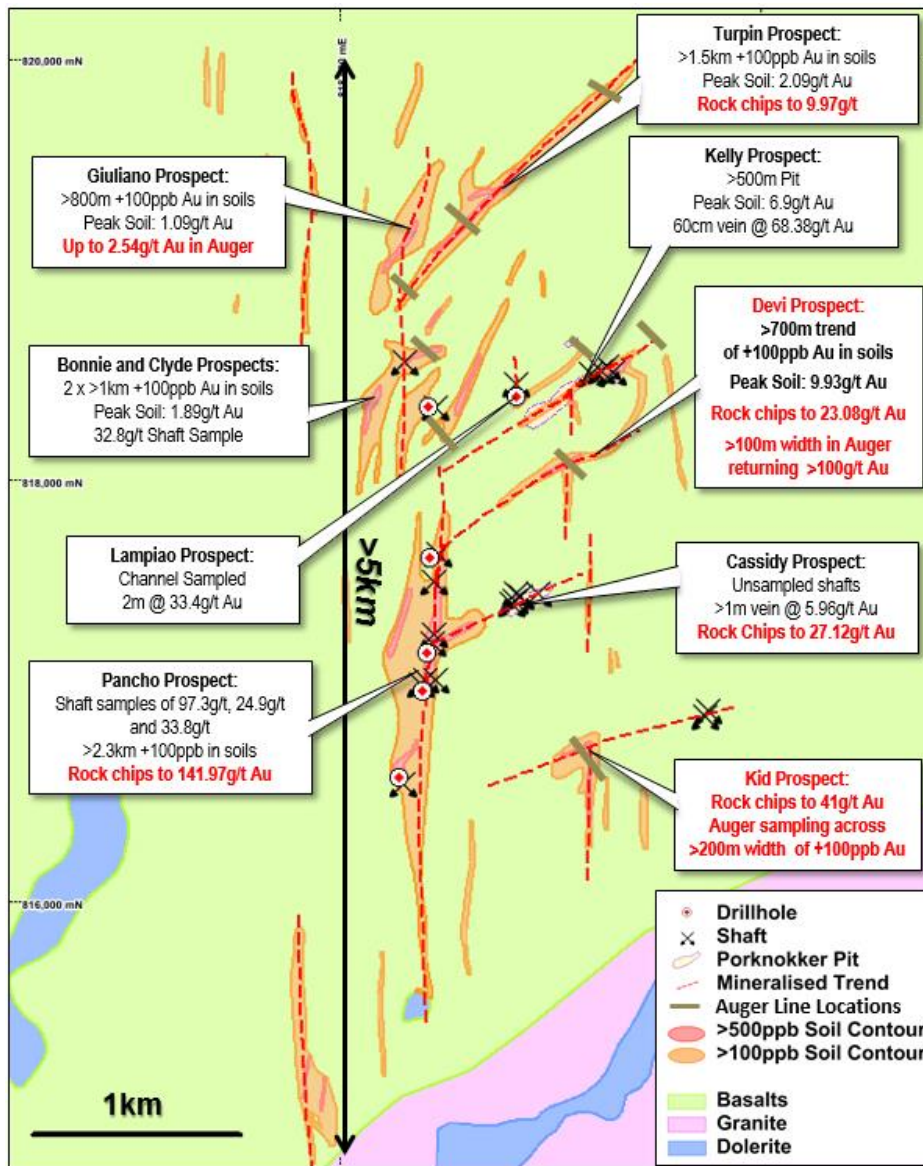 820,000 mN
Turpin Prospect:
>1.5km +100ppb Au in soils
Peak Soil: 2.09g/t Au
Rock chips to 9.97g/t
Giuliano Prospect:
>800m +100ppb Au in soils
Peak Soil: 1.09g/t Au
Up to 2.54g/t Au in Auger
Kelly Prospect:
>500m Pit
Peak Soil: 6.9g/t Au
60cm vein @ 68.38g/t Au
Devi Prospect:
>700m trend
of +100ppb Au in soils
Peak Soil: 9.93g/t Au
Rock chips to 23.08g/t Au
>100m width in Auger
returning >100g/t Au
Bonnie and Clyde Prospects:
2 x >1km +100ppb Au in soils
Peak Soil: 1.89g/t Au
32.8g/t Shaft Sample
818,000 mN
Lampiao Prospect:
Channel Sampled
2m @ 33.4g/t Au
>5km
Cassidy Prospect:
Unsampled shafts
>1m vein @ 5.96g/t Au
Rock Chips to 27.12g/t Au
Pancho Prospect:
Shaft samples of 97.3g/t, 24.9g/t
and 33.8g/t
>2.3km +100ppb in soils
Rock chips to 141.97g/t Au
Kid Prospect:
Rock chips to 41g/t Au
Auger sampling across
>200m width of +100ppb Au
816,000 mN
1km
Drillhole
Shaft
Porknokker Pit
Mineralised Trend
Auger Line Locations
>500ppb Soil Contour
>100ppb Soil Contour
Basalts
Granite
Dolerite